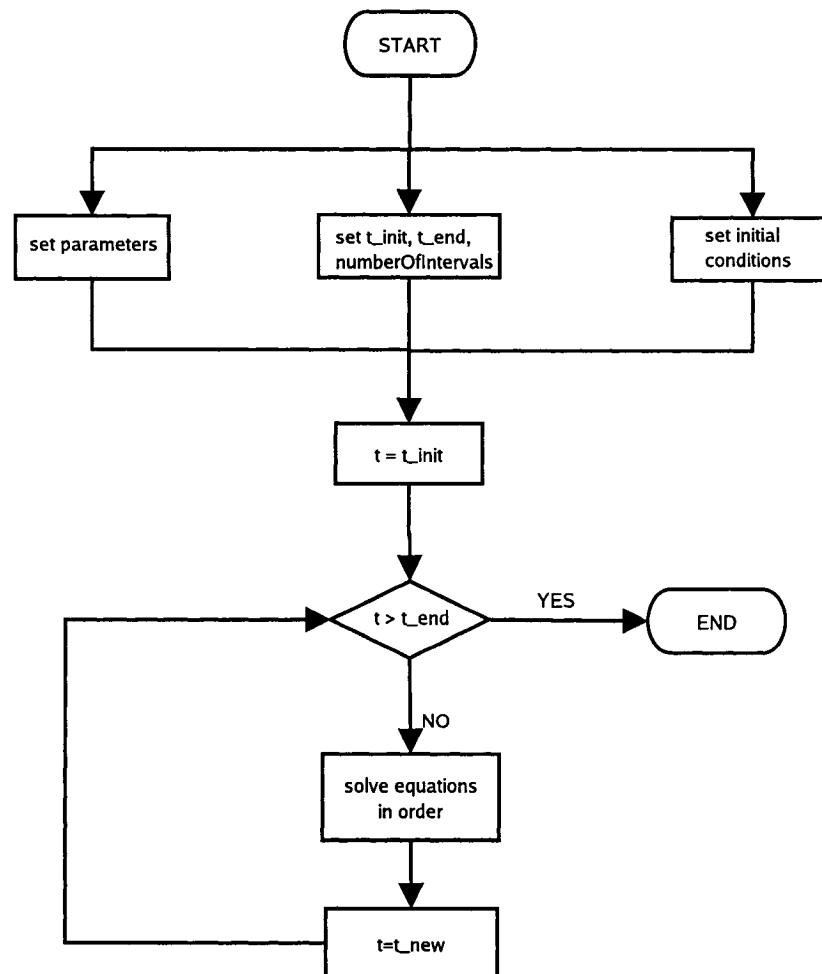 START
set parameters
set t_init, t_end,
numberOfIntervals
set initial
conditions
t = t_init
t > t_end
YES
END
NO
solve equations
in order
t=t_new